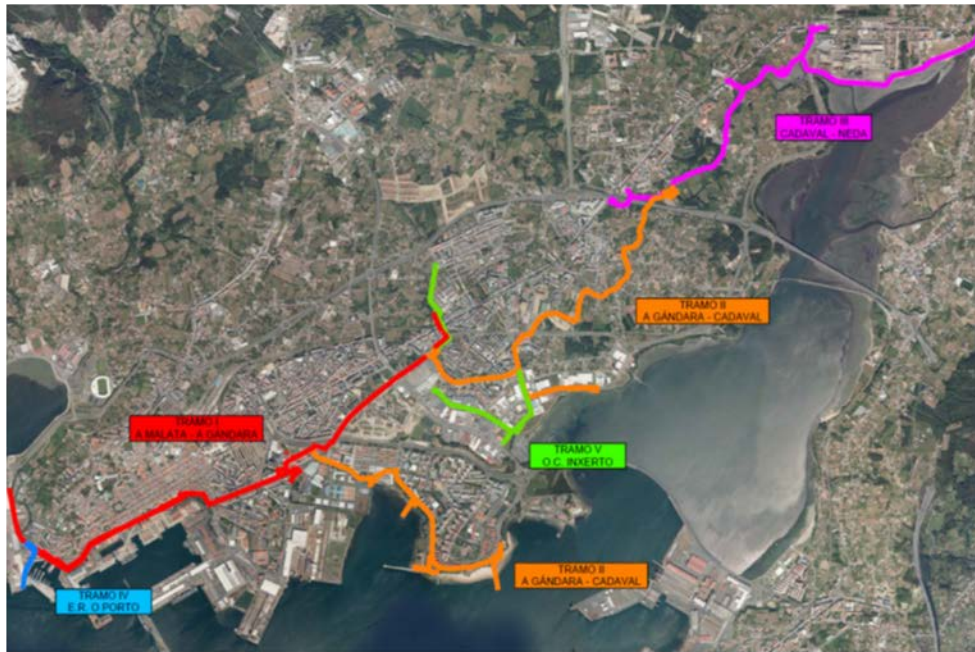 TRAMO III
CADAVAL - NEDA
TRAMO II
A GÁNDARA - CADAVAL
TRAMO I
A MALATA - A GÁNDARA
TRAMO V
O.C. INXERTO
TRAMO II
A GÁNDARA - CADAVAL
TRAMO IV
E.R. O PORTO